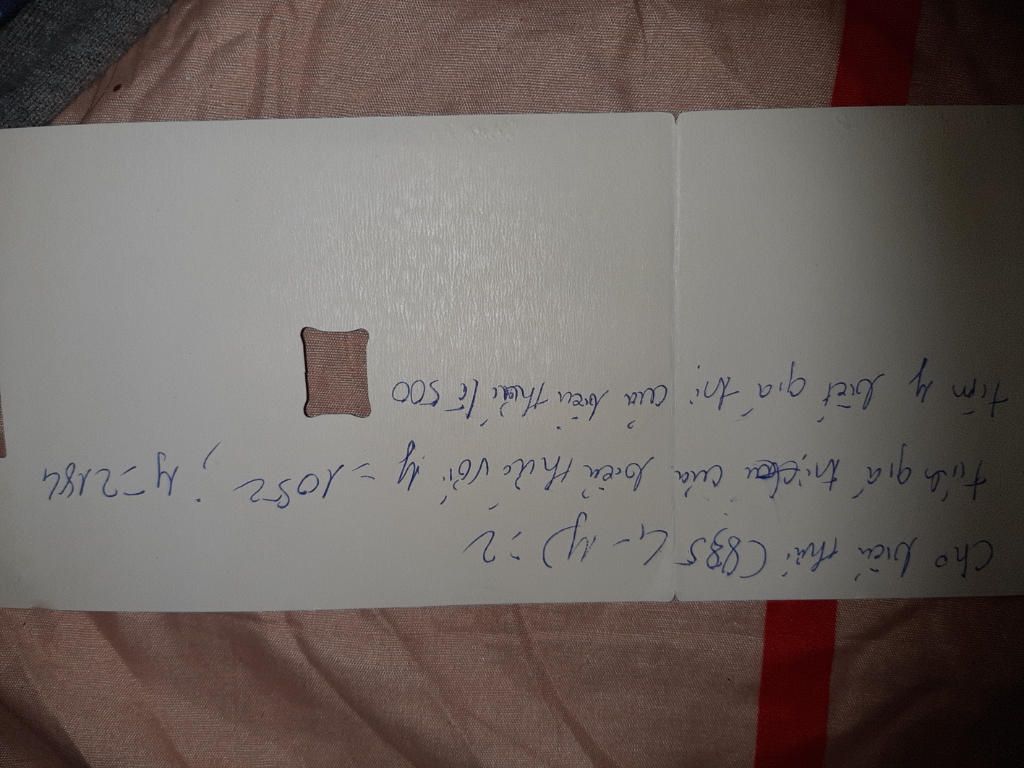 Cho biểu thức - y) : 2
tính giá trị của biểu thức với y = 1052 ; y = 2184
tìm y biết giá trị của biểu thức là 500